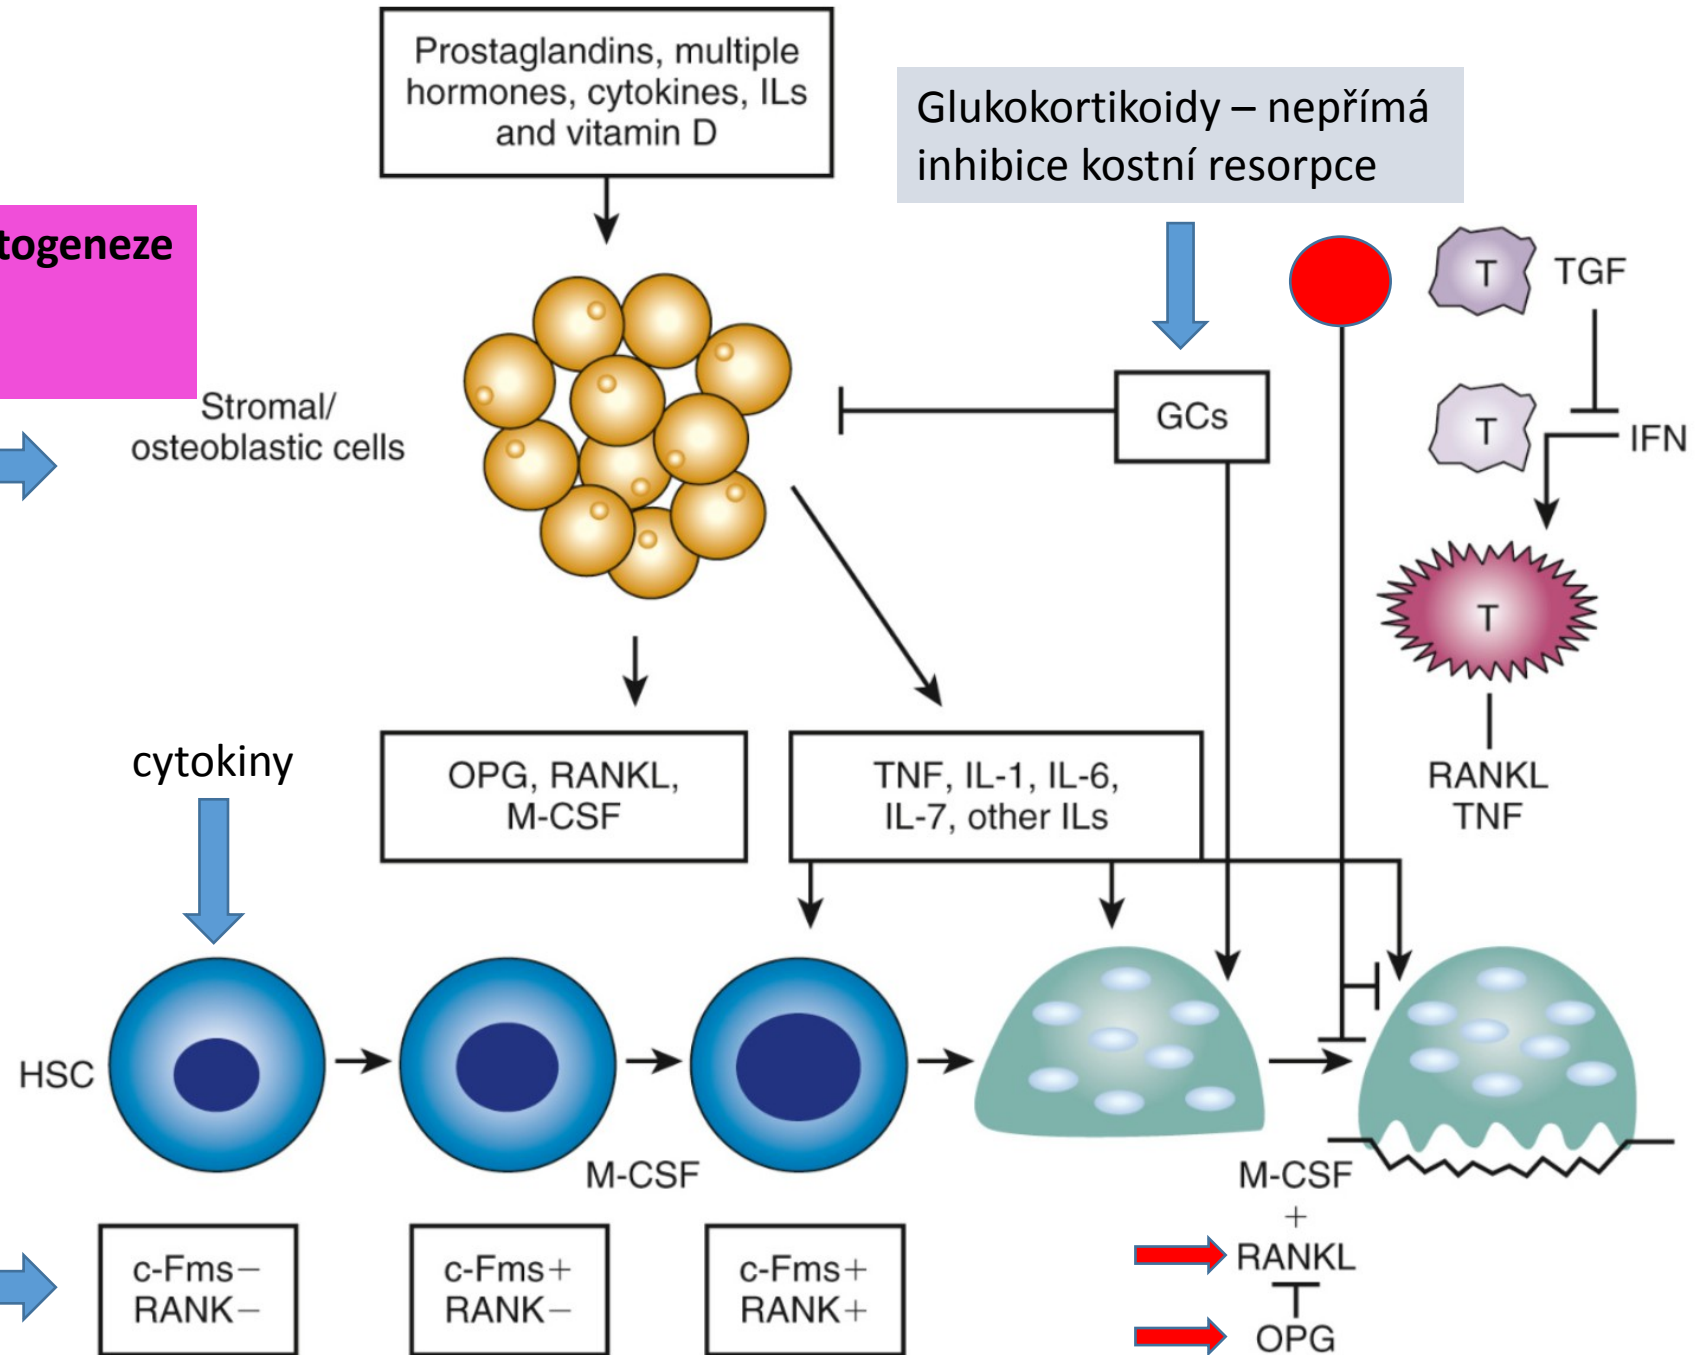 Prostaglandins, multiple
hormones, cytokines, ILs
and vitamin D
Glukokortikoidy – nepřímá
inhibice kostní resorpce
togeneze
Stromal/
osteoblastic cells
GCs
T
TGF
T
IFN
T
RANKL
TNF
cytokiny
OPG, RANKL,
M-CSF
TNF, IL-1, IL-6,
IL-7, other ILs
HSC
M-CSF
c-Fms−
RANK−
c-Fms+
RANK−
c-Fms+
RANK+
M-CSF
+
RANKL
OPG